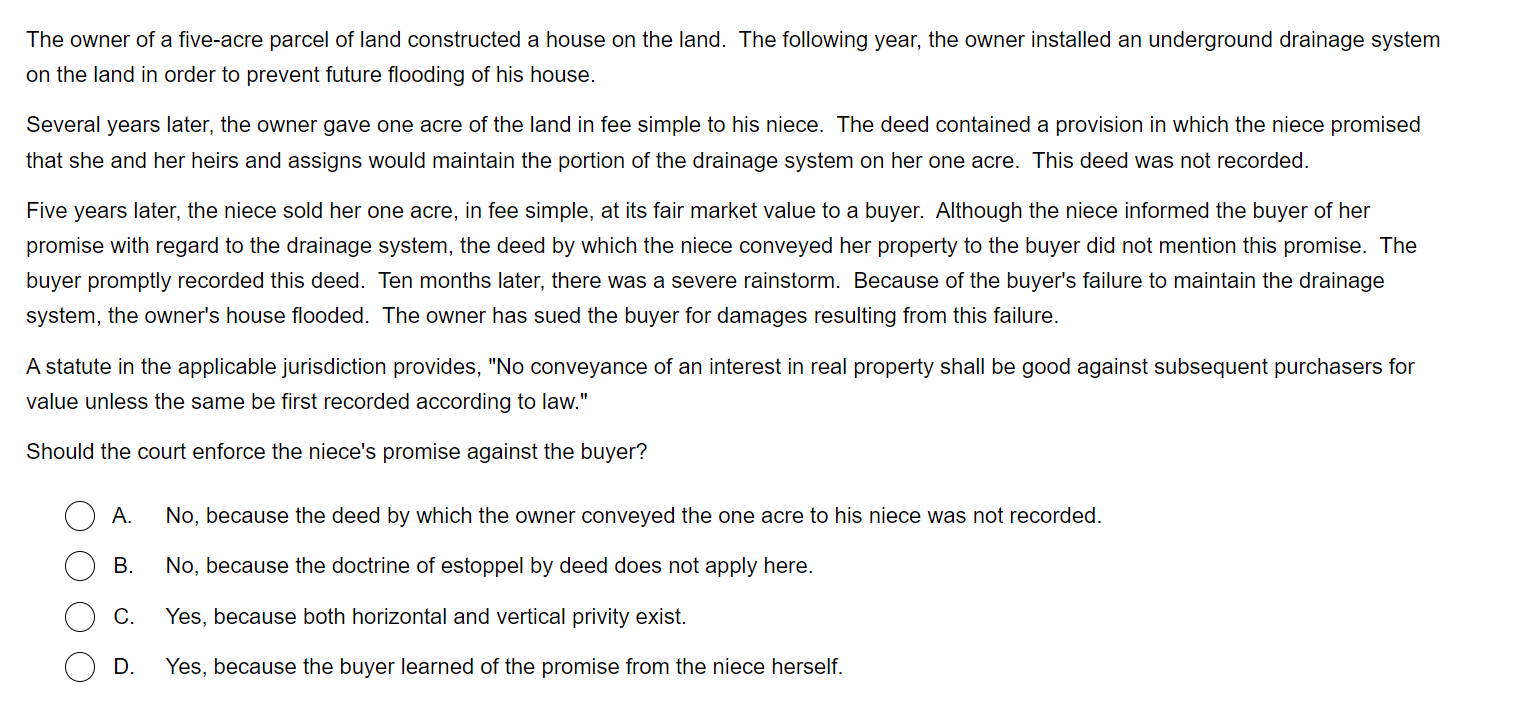 The owner of a five-acre parcel of land constructed a house on the land.  The following year, the owner installed an underground drainage system
on the land in order to prevent future flooding of his house.
Several years later, the owner gave one acre of the land in fee simple to his niece.  The deed contained a provision in which the niece promised
that she and her heirs and assigns would maintain the portion of the drainage system on her one acre.  This deed was not recorded.
Five years later, the niece sold her one acre, in fee simple, at its fair market value to a buyer.  Although the niece informed the buyer of her
promise with regard to the drainage system, the deed by which the niece conveyed her property to the buyer did not mention this promise.  The
buyer promptly recorded this deed.  Ten months later, there was a severe rainstorm.  Because of the buyer's failure to maintain the drainage
system, the owner's house flooded.  The owner has sued the buyer for damages resulting from this failure.
A statute in the applicable jurisdiction provides, "No conveyance of an interest in real property shall be good against subsequent purchasers for
value unless the same be first recorded according to law."
Should the court enforce the niece's promise against the buyer?
A. No, because the deed by which the owner conveyed the one acre to his niece was not recorded.
B. No, because the doctrine of estoppel by deed does not apply here.
C. Yes, because both horizontal and vertical privity exist.
D. Yes, because the buyer learned of the promise from the niece herself.